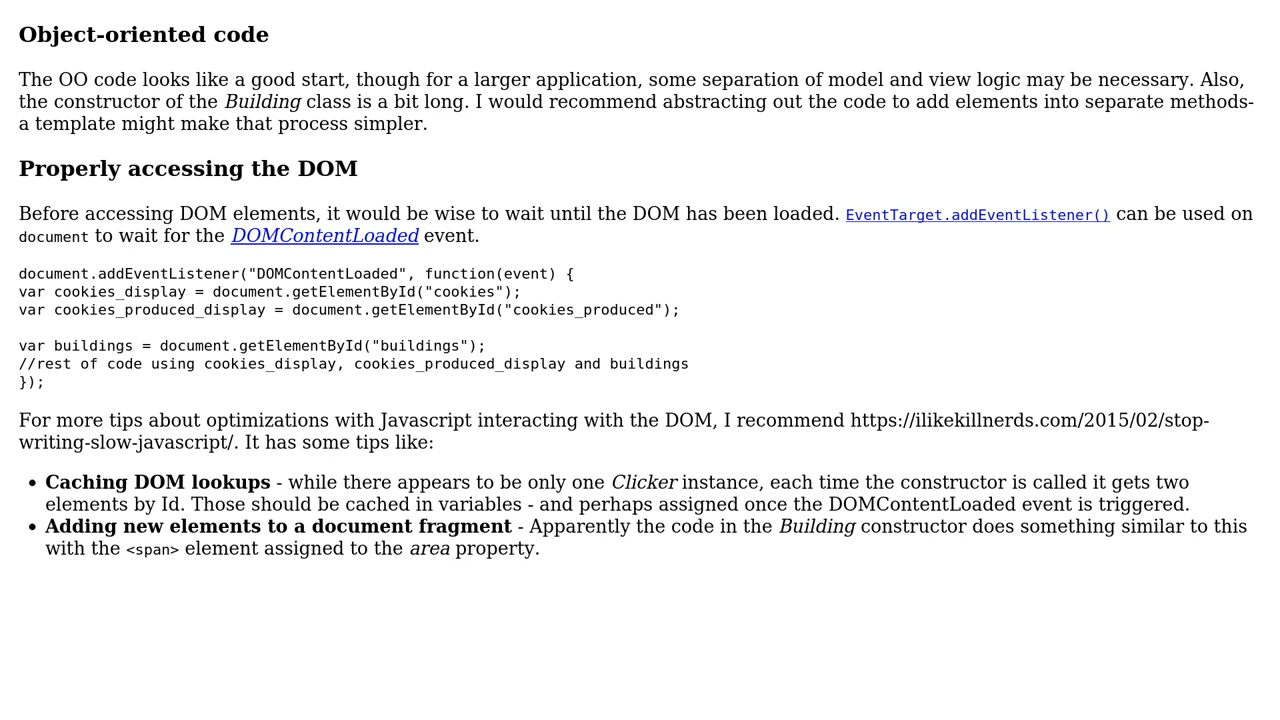 Object-oriented code
The OO code looks like a good start, though for a larger application, some separation of model and view logic may be necessary. Also,
the constructor of the Building class is a bit long. I would recommend abstracting out the code to add elements into separate methods-
a template might make that process simpler.
Properly accessing the DOM
Before accessing DOM elements, it would be wise to wait until the DOM has been loaded. EventTarget.addEventListener() can be used on
document to wait for the DOMContentLoaded event.
document.addEventListener("DOMContentLoaded", function(event) {
var cookies_display = document.getElementById("cookies");
var cookies_produced_display = document.getElementById("cookies_produced");
var buildings = document.getElementById("buildings");
//rest of code using cookies_display, cookies_produced_display and buildings
});
For more tips about optimizations with Javascript interacting with the DOM, I recommend https://ilikekillnerds.com/2015/02/stop-
writing-slow-javascript/. It has some tips like:
• Caching DOM lookups - while there appears to be only one Clicker instance, each time the constructor is called it gets two
elements by Id. Those should be cached in variables - and perhaps assigned once the DOMContentLoaded event is triggered.
• Adding new elements to a document fragment - Apparently the code in the Building constructor does something similar to this
with the <span> element assigned to the area property.